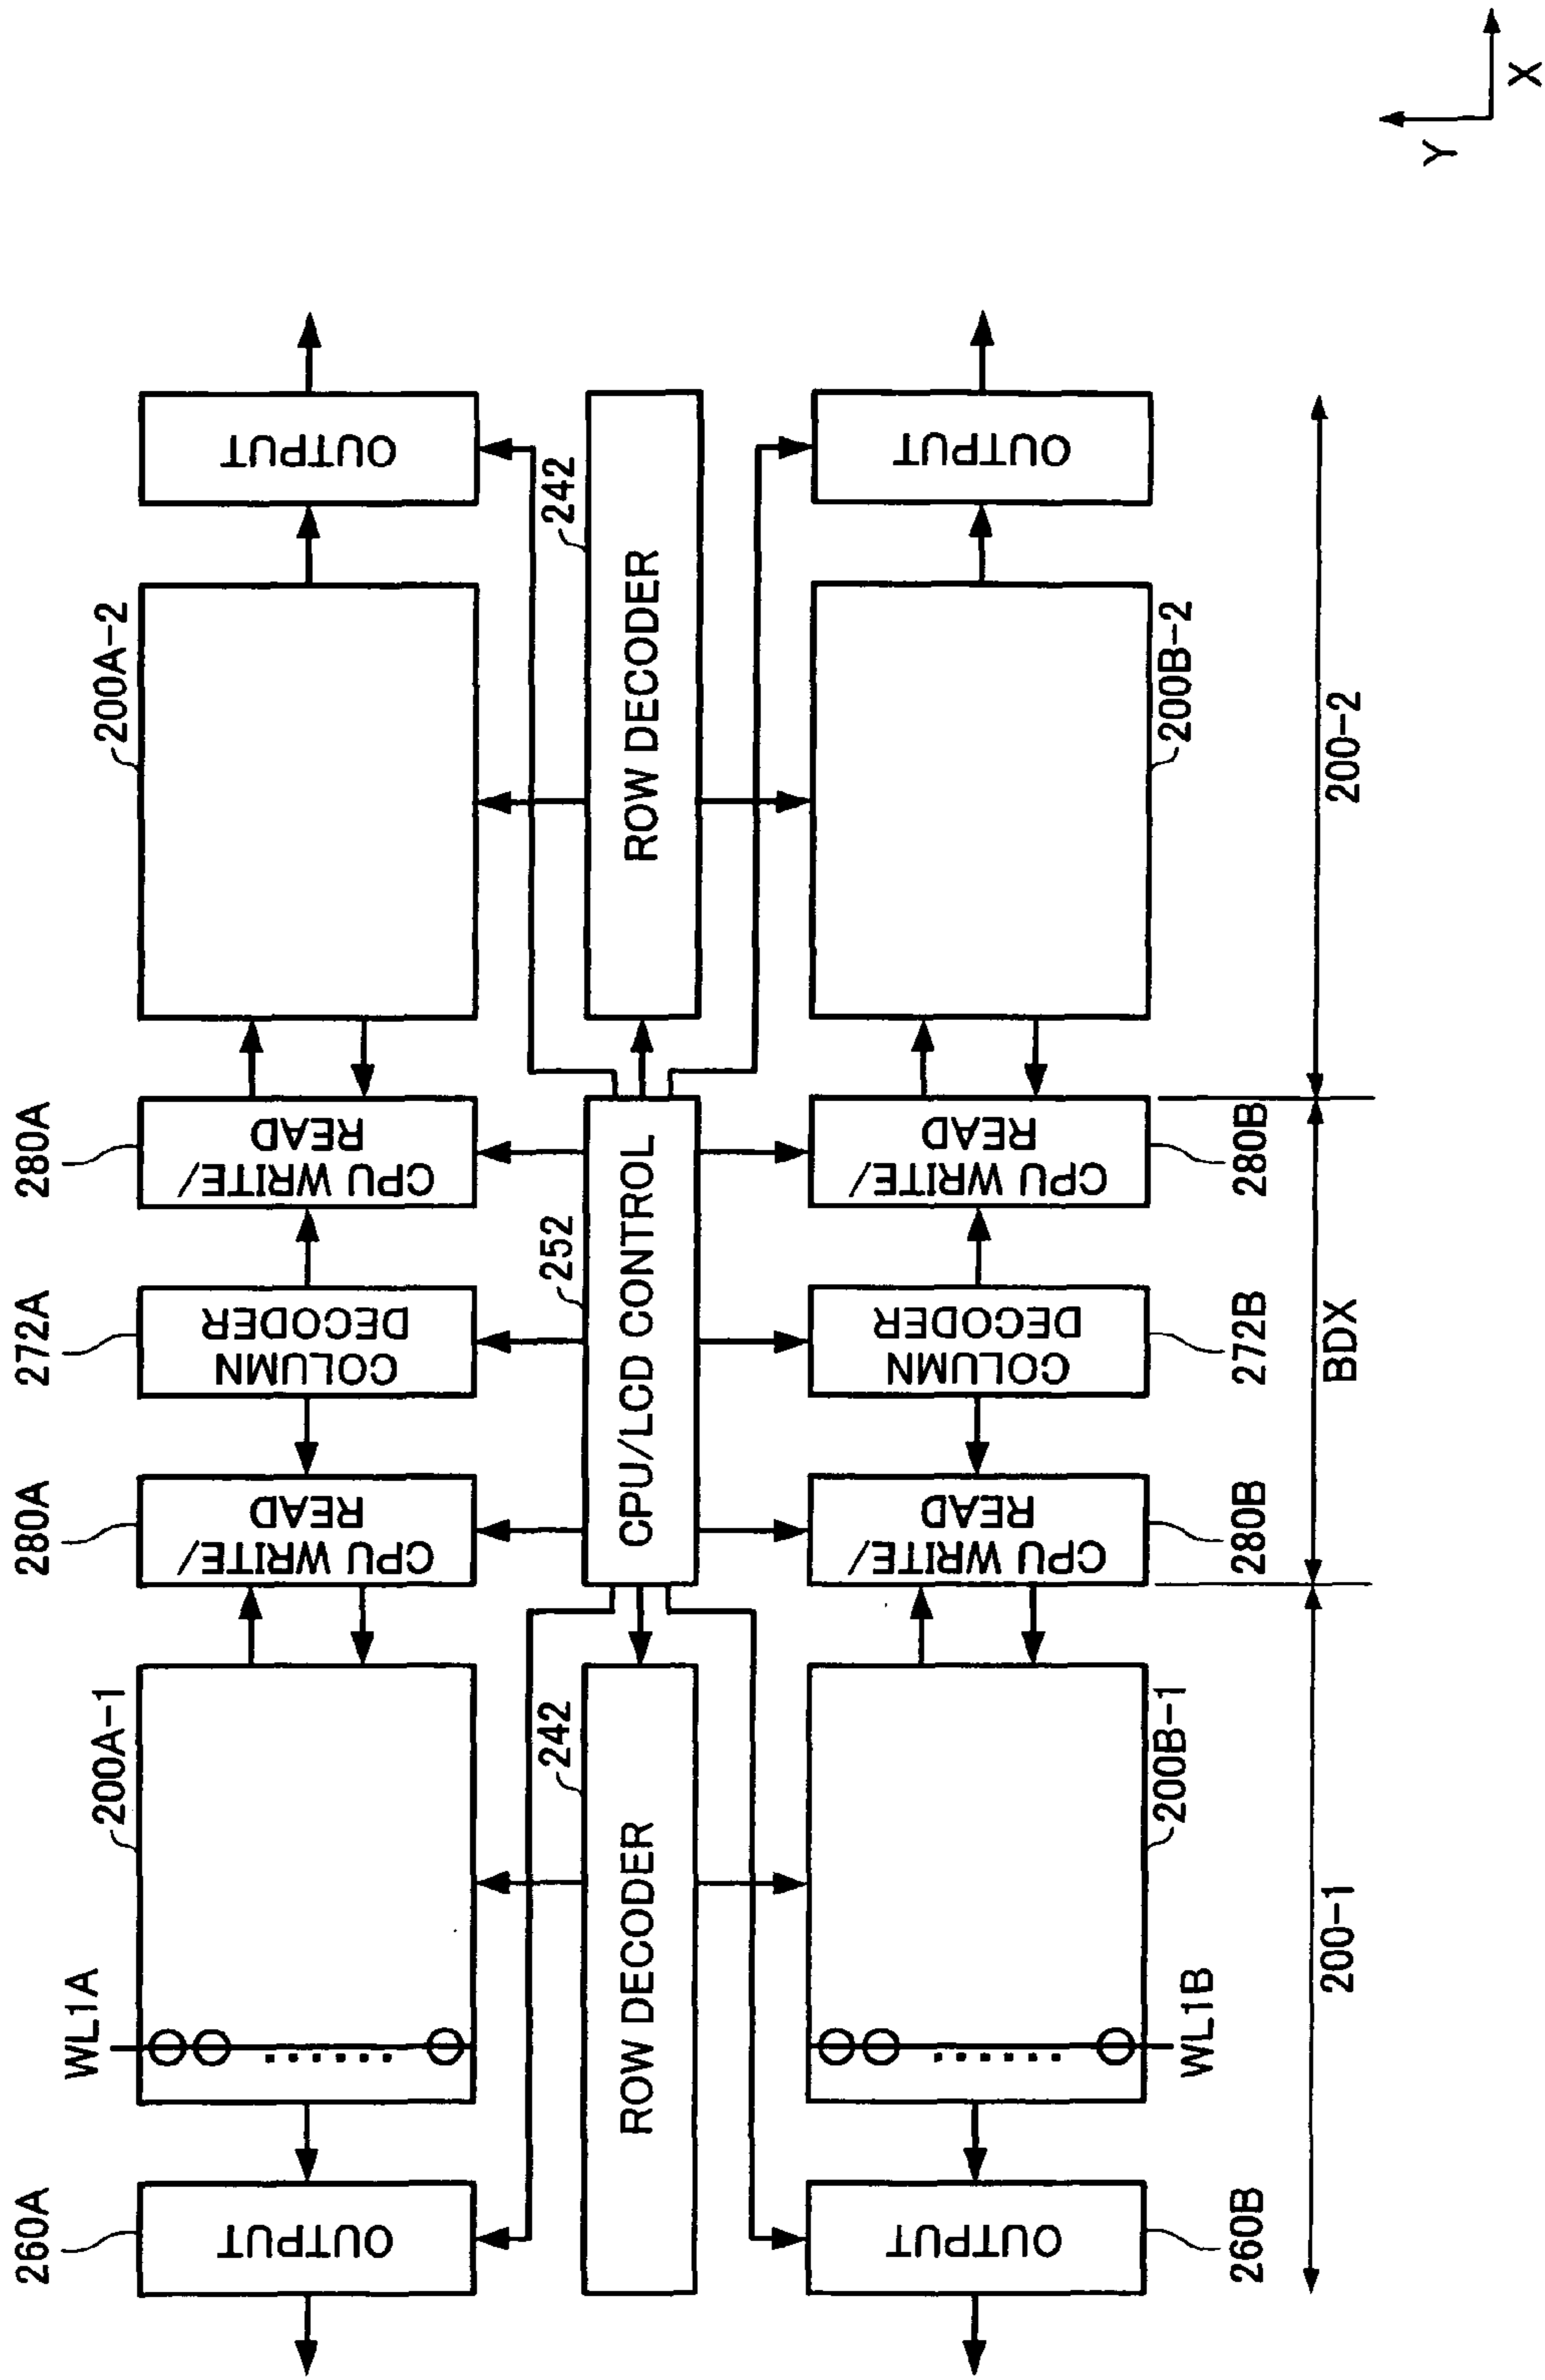 260A
280A
272A
280A
WL1A
200A-1
200A-2
OUTPUT
CPU WRITE/
READ
COLUMN
DECODER
CPU WRITE/
READ
OUTPUT
242
252
242
ROW DECODER
CPU/LCD CONTROL
ROW DECODER
OUTPUT
CPU WRITE/
READ
COLUMN
DECODER
CPU WRITE/
READ
OUTPUT
WL1B
200B-1
200B-2
260B
280B
272B
280B
200-1
BDX
200-2
Y
X